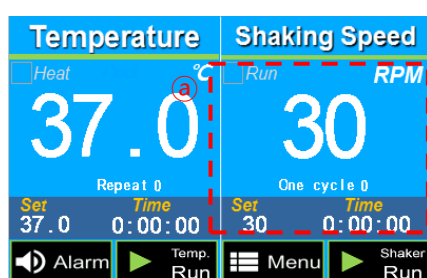 Temperature
Heat
°C
ⓐ
37.0
Repeat 0
Set
Time
37.0
0:00:00
Alarm
Temp.
Run
Shaking Speed
Run
RPM
30
One cycle 0
Set
Time
30
0:00:00
Menu
Shaker
Run